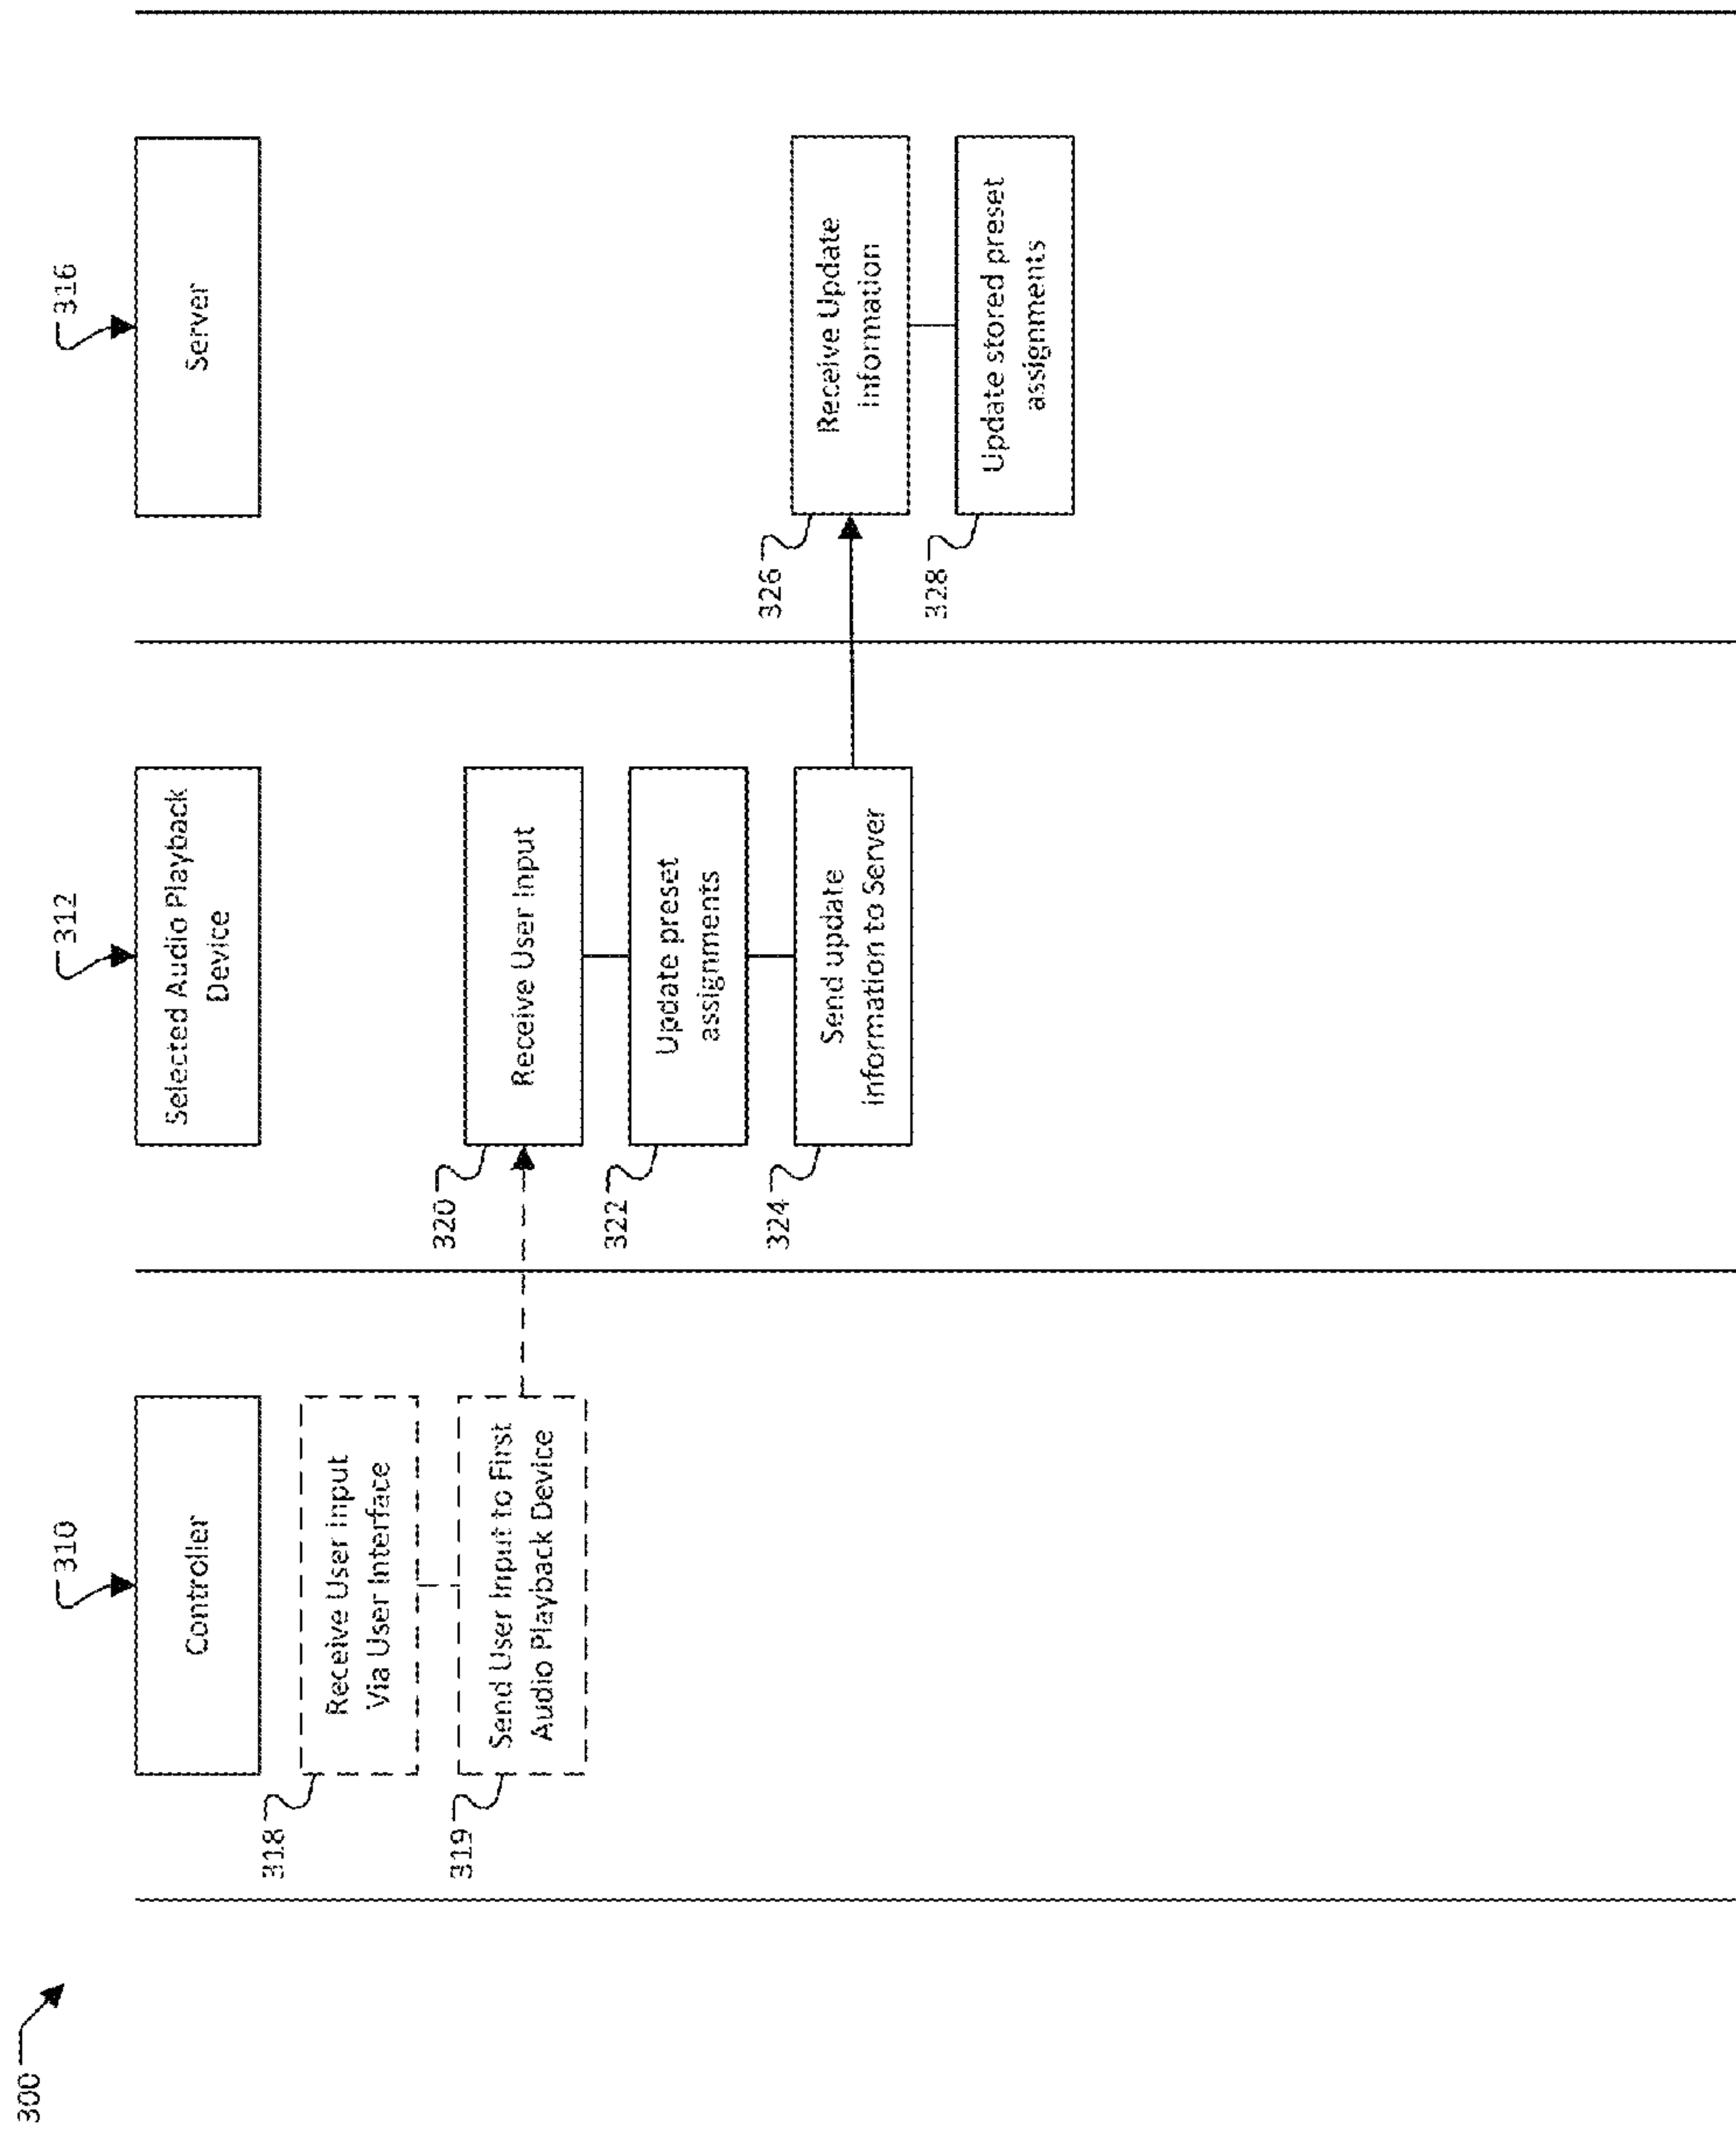 300
310
Controller
312
Selected Audio Playback
Device
316
Server
318
Receive User input
Via User Interface
319
Send User Input to First
Audio Playback Device
320
Receive User Input
322
Update preset
assignments
324
Send update
information to Server
326
Receive Update
information
328
Update stored preset
assignments